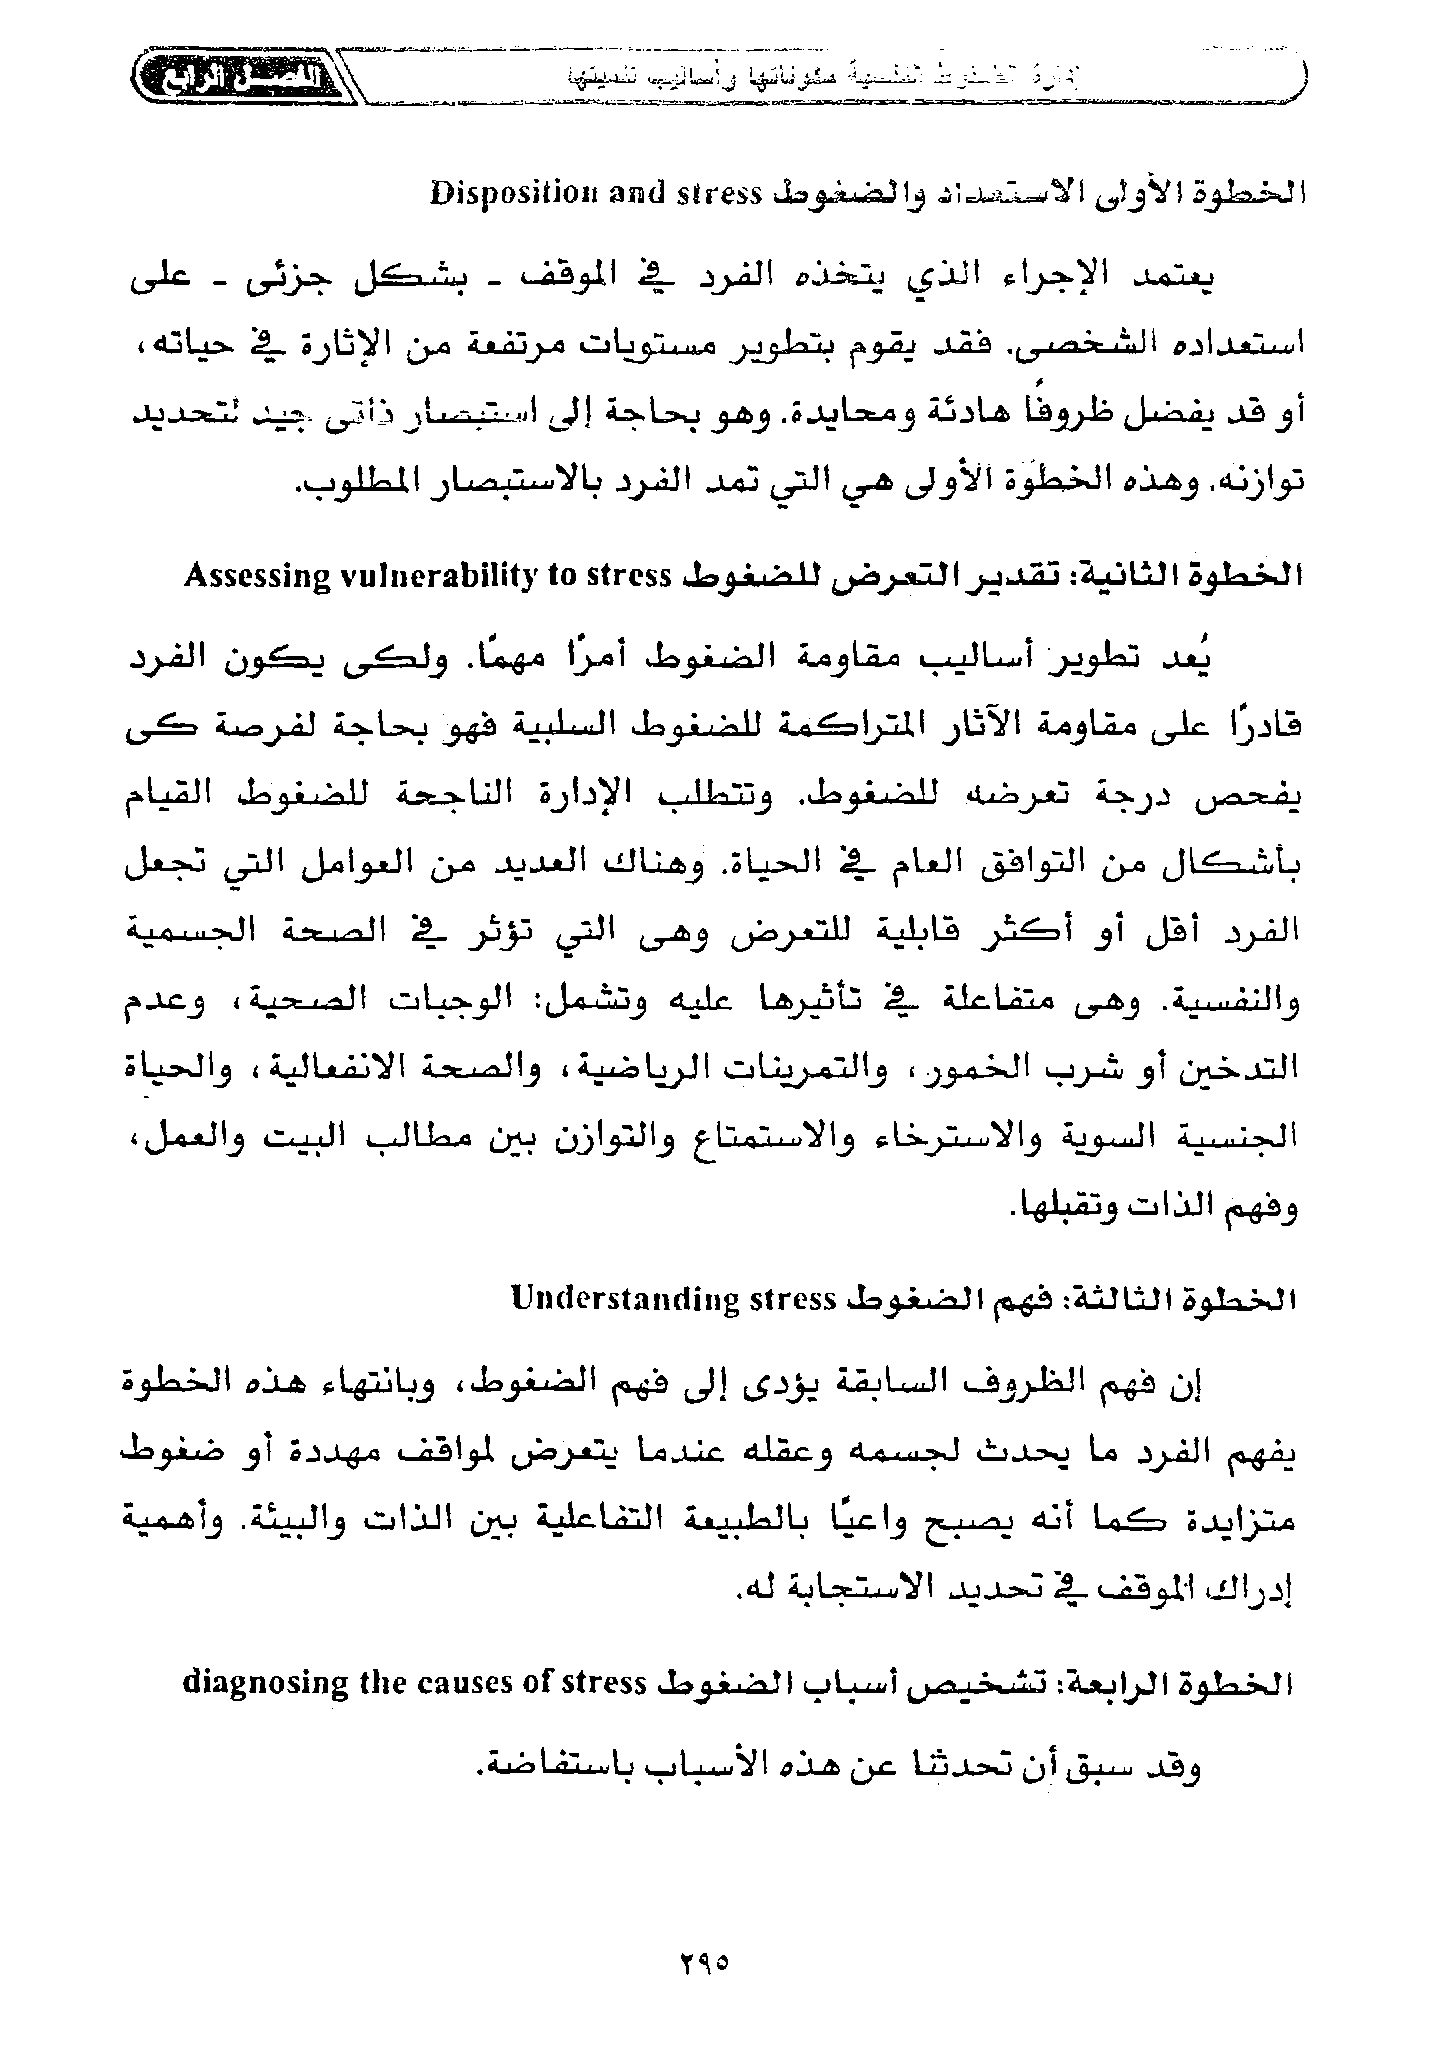 إدارة الضغوط النفسية مكوناتها وأساليب تنميتها
الفصل الرابع
الخطوة الأولى الاستعداد والضغوط Disposition and stress
يعتمد الإجراء الذي يتخذه الفرد في الموقف - بشكل جزئى - على
استعداده الشخصى. فقد يقوم بتطوير مستويات مرتفعة من الإثارة في حياته،
أو قد يفضل ظروفًا هادئة ومحايدة. وهو بحاجة إلى استبصار ذاتى جيد لتحديد
توازنه. وهذه الخطوة الأولى هي التي تمد الفرد بالاستبصار المطلوب.
الخطوة الثانية: تقدير التعرض للضغوط Assessing vulnerability to stress
يُعد تطوير أساليب مقاومة الضغوط أمرًا مهمًا. ولكى يكون الفرد
قادرًا على مقاومة الآثار المتراكمة للضغوط السلبية فهو بحاجة لفرصة كى
يفحص درجة تعرضه للضغوط. وتتطلب الإدارة الناجحة للضغوط القيام
بأشكال من التوافق العام في الحياة. وهناك العديد من العوامل التي تجعل
الفرد أقل أو أكثر قابلية للتعرض وهى التي تؤثر في الصحة الجسمية
والنفسية. وهى متفاعلة في تأثيرها عليه وتشمل: الوجبات الصحية، وعدم
التدخين أو شرب الخمور، والتمرينات الرياضية، والصحة الانفعالية، والحياة
الجنسية السوية والاسترخاء والاستمتاع والتوازن بين مطالب البيت والعمل،
وفهم الذات وتقبلها.
الخطوة الثالثة: فهم الضغوط Understanding stress
إن فهم الظروف السابقة يؤدى إلى فهم الضغوط، وبانتهاء هذه الخطوة
يفهم الفرد ما يحدث لجسمه وعقله عندما يتعرض لمواقف مهددة أو ضغوط
متزايدة كما أنه يصبح واعيًا بالطبيعة التفاعلية بين الذات والبيئة. وأهمية
إدراك الموقف في تحديد الاستجابة له.
الخطوة الرابعة: تشخيص أسباب الضغوط diagnosing the causes of stress
وقد سبق أن تحدثنا عن هذه الأسباب باستفاضة.
٢٩٥